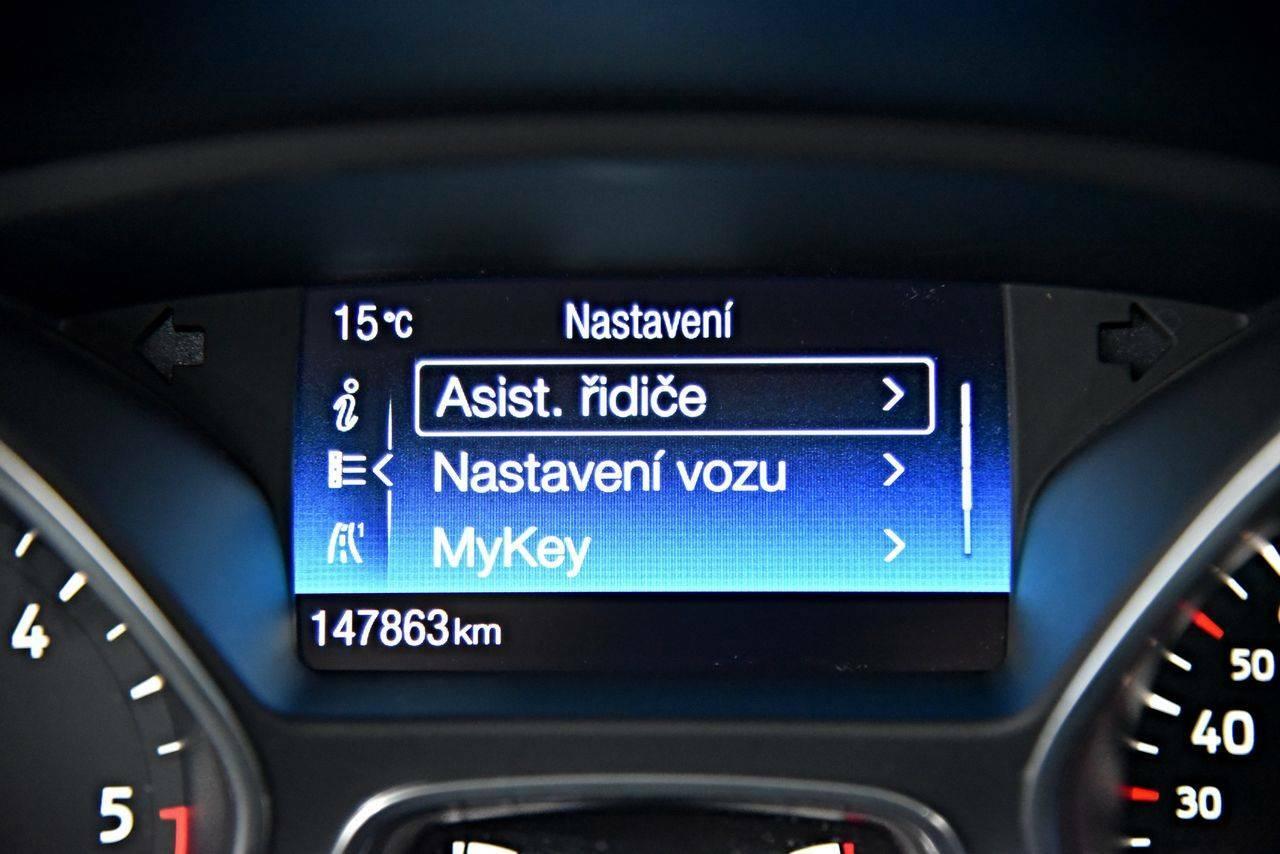 15°C Nastavení
Asist. řidiče
Nastavení vozu
MyKey
147863km
4
5
50
40
30